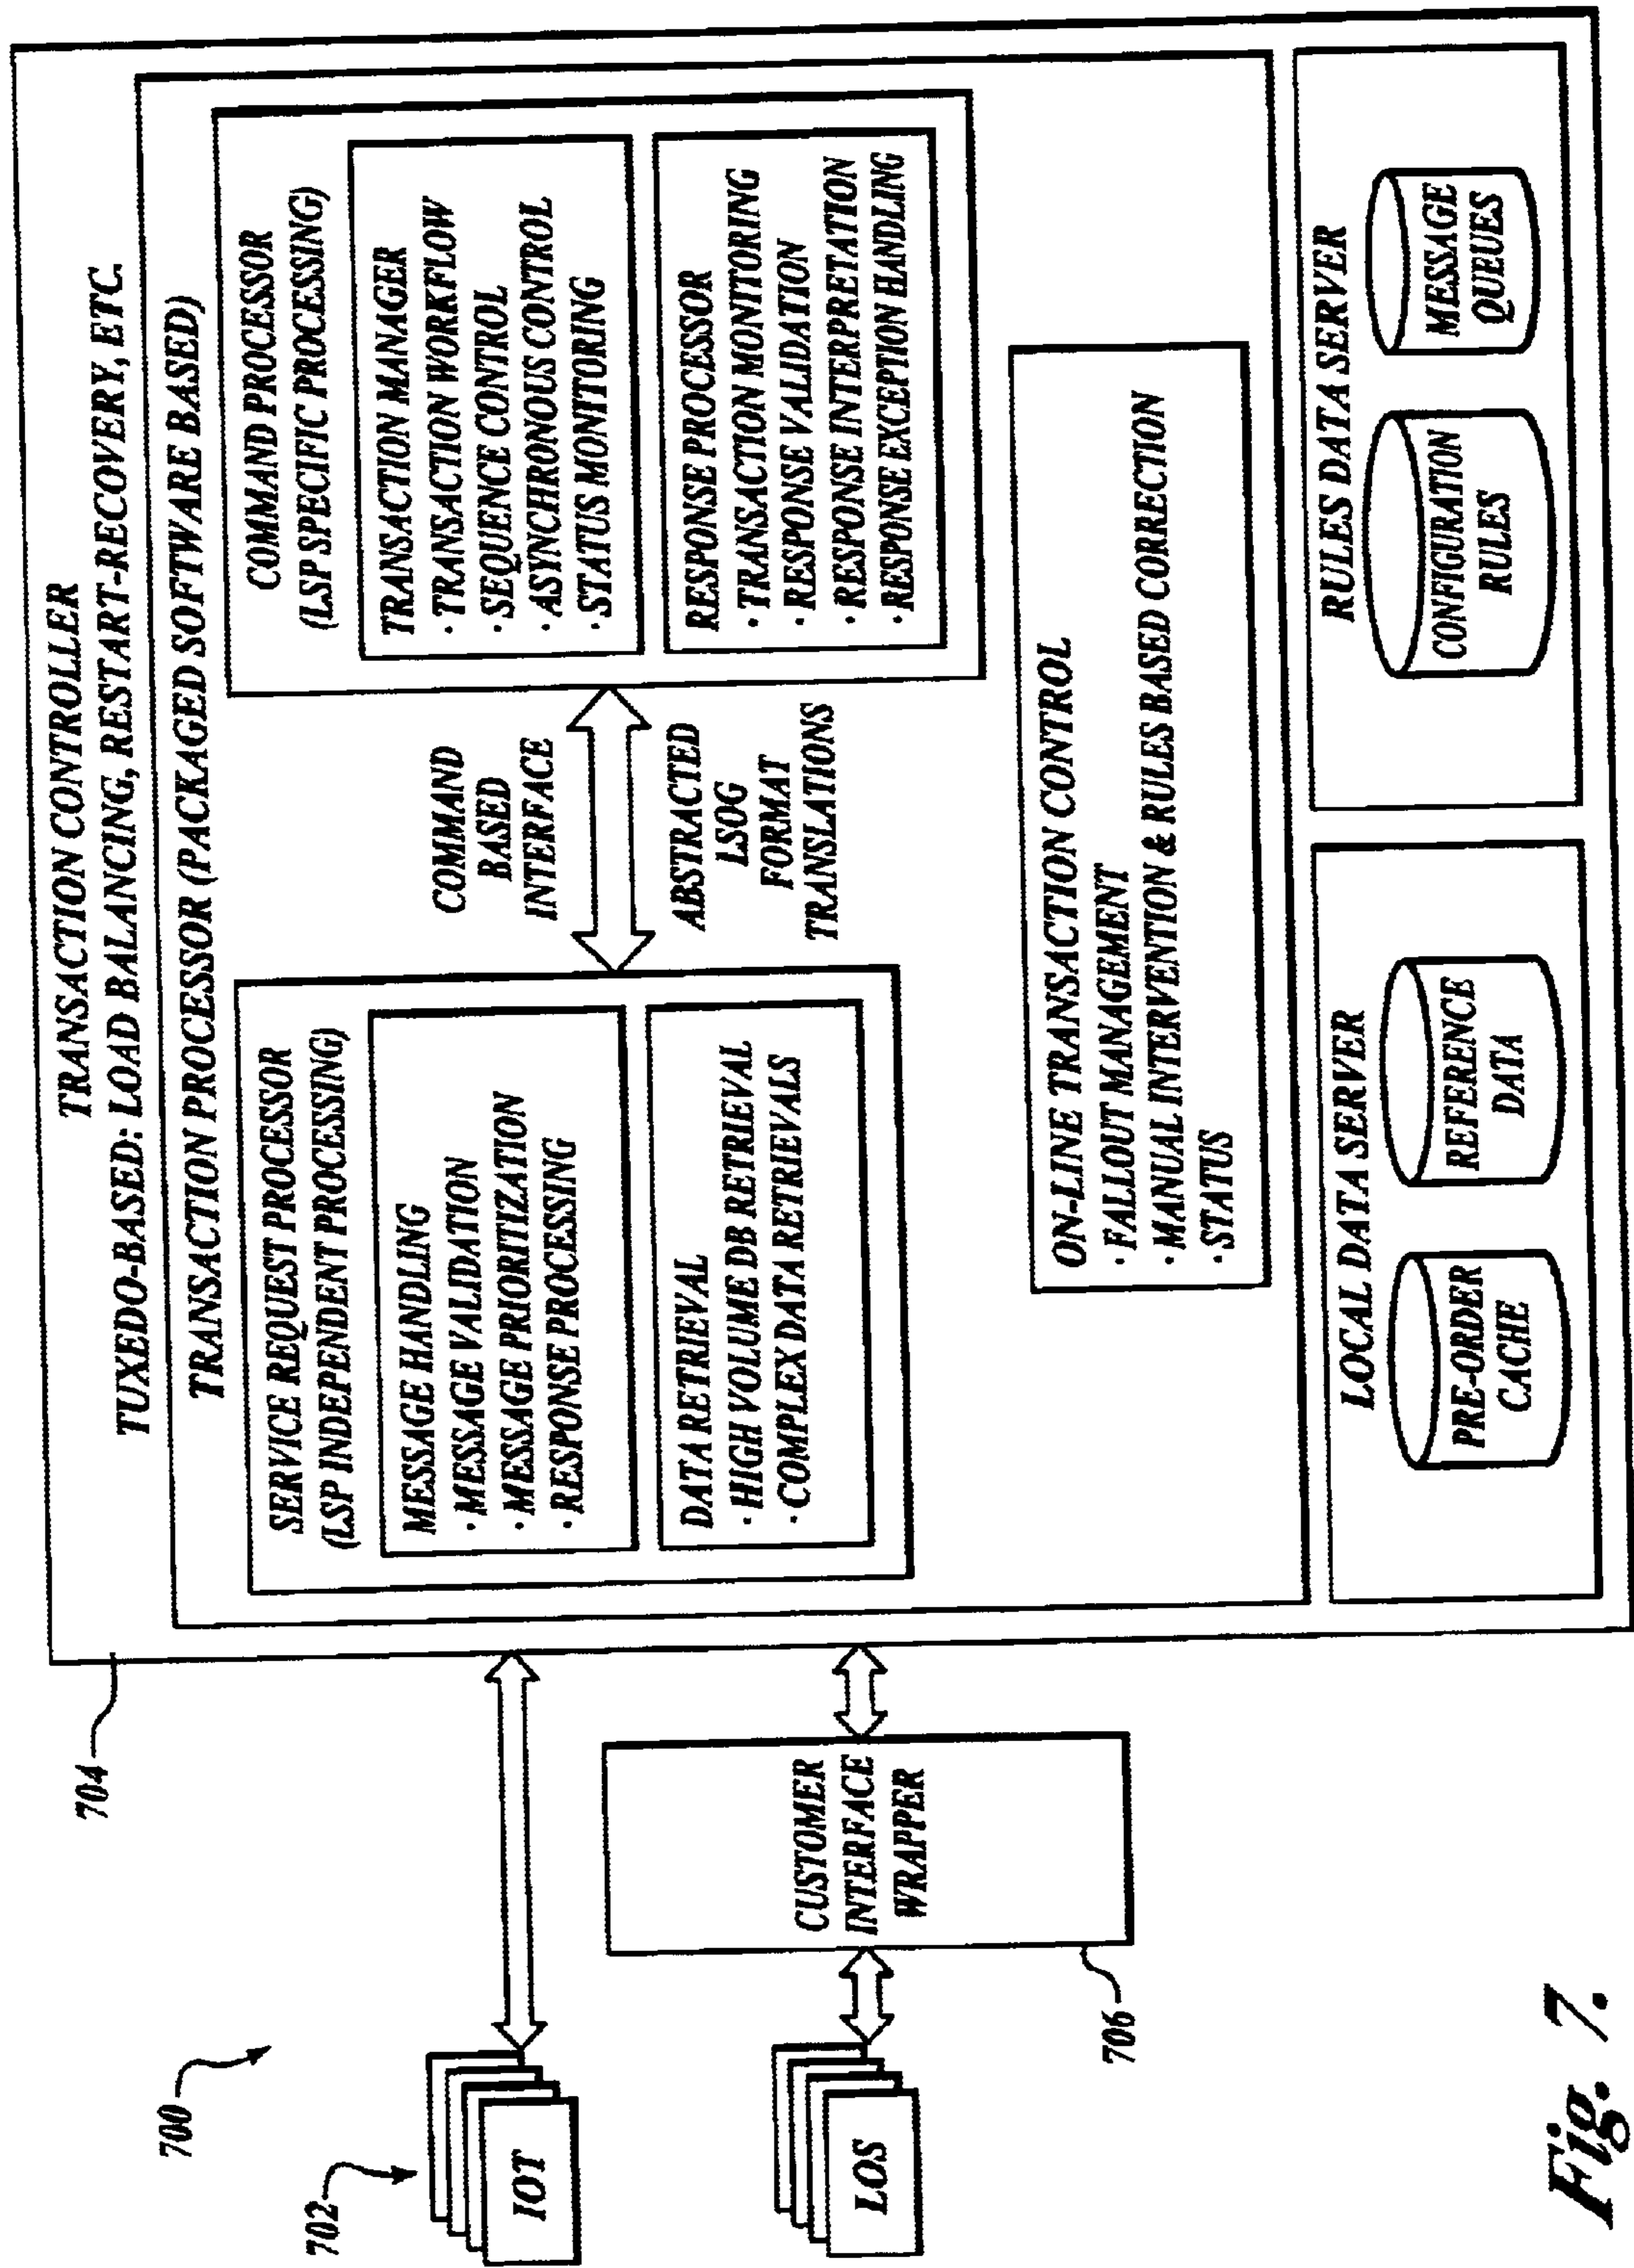 TRANSACTION CONTROLLER
TUXEDO-BASED: LOAD BALANCING, RESTART-RECOVERY, ETC.
TRANSACTION PROCESSOR (PACKAGED SOFTWARE BASED)
SERVICE REQUEST PROCESSOR
(LSP INDEPENDENT PROCESSING)
MESSAGE HANDLING
· MESSAGE VALIDATION
· MESSAGE PRIORITIZATION
· RESPONSE PROCESSING
DATA RETRIEVAL
· HIGH VOLUME DB RETRIEVAL
· COMPLEX DATA RETRIEVALS
COMMAND
BASED
INTERFACE
ABSTRACTED
LSOG
FORMAT
TRANSLATIONS
COMMAND PROCESSOR
(LSP SPECIFIC PROCESSING)
TRANSACTION MANAGER
· TRANSACTION WORKFLOW
· SEQUENCE CONTROL
· ASYNCHRONOUS CONTROL
· STATUS MONITORING
RESPONSE PROCESSOR
· TRANSACTION MONITORING
· RESPONSE VALIDATION
· RESPONSE INTERPRETATION
· RESPONSE EXCEPTION HANDLING
ON-LINE TRANSACTION CONTROL
· FALLOUT MANAGEMENT
· MANUAL INTERVENTION & RULES BASED CORRECTION
· STATUS
LOCAL DATA SERVER
PRE-ORDER
CACHE
REFERENCE
DATA
RULES DATA SERVER
CONFIGURATION
RULES
MESSAGE
QUEUES
700
702
704
IOT
LOS
CUSTOMER
INTERFACE
WRAPPER
706
Fig. 7.